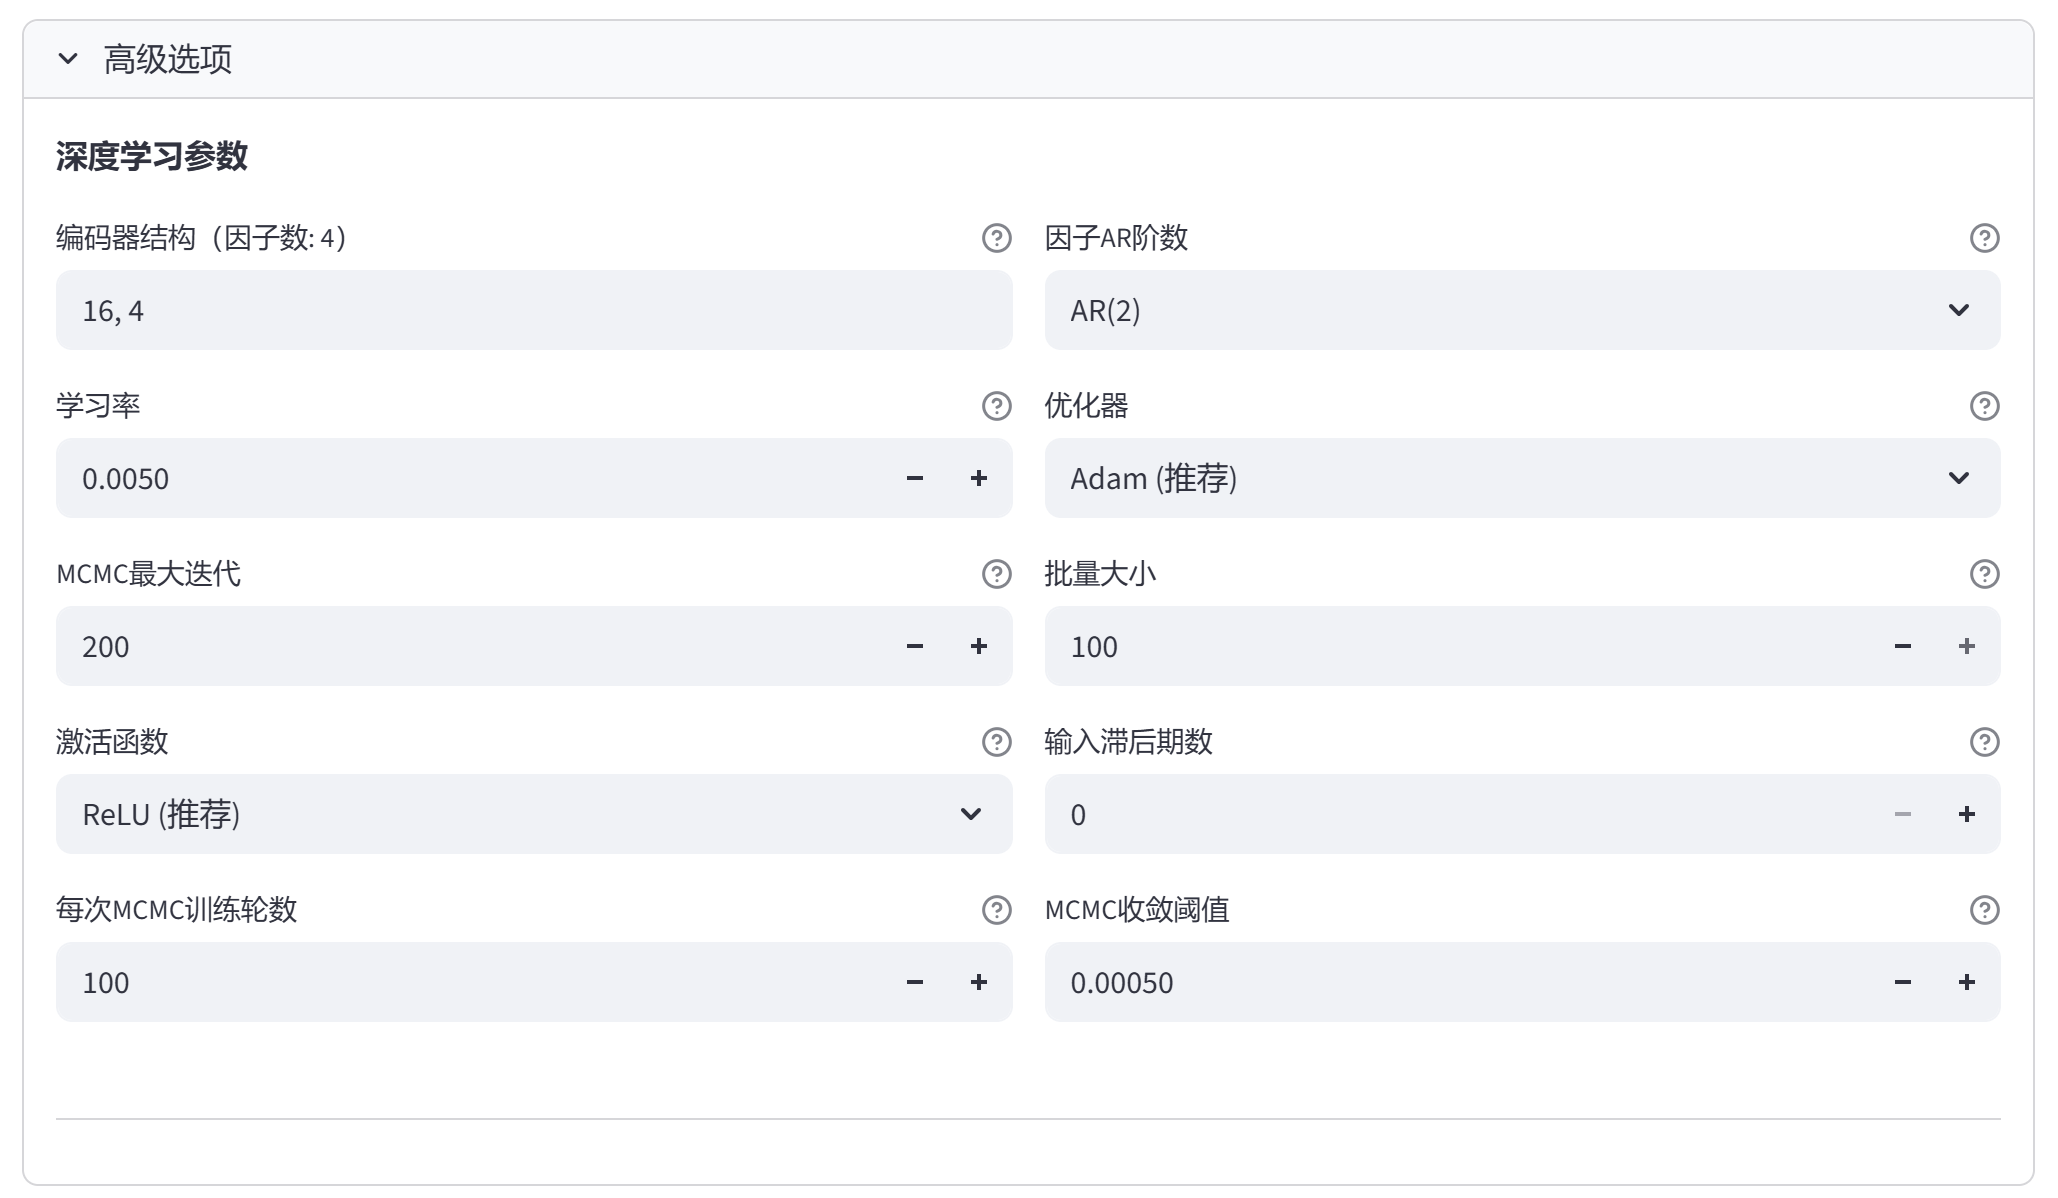 高级选项
深度学习参数
编码器结构（因子数: 4）
16, 4
因子AR阶数
AR(2)
学习率
0.0050
优化器
Adam (推荐)
MCMC最大迭代
200
批量大小
100
激活函数
ReLU (推荐)
输入滞后期数
0
每次MCMC训练轮数
100
MCMC收敛阈值
0.00050